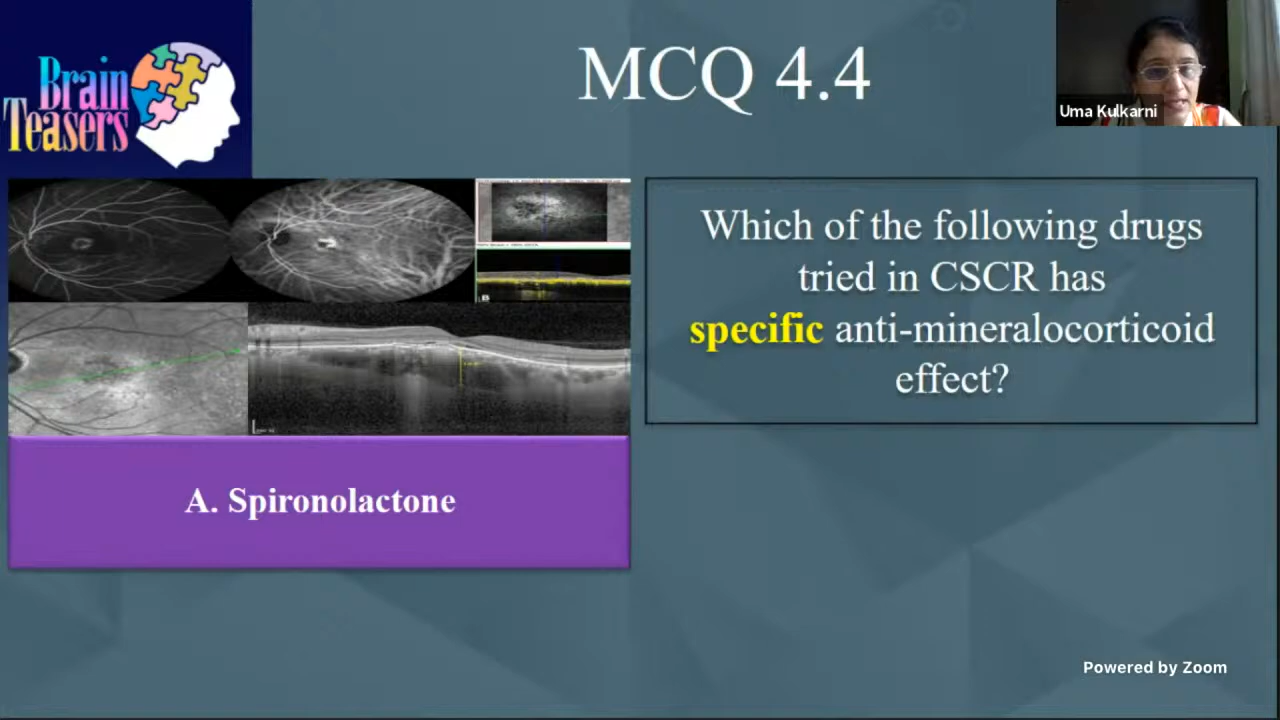 Brain
Teasers
MCQ 4.4
Uma Kulkarni
Which of the following drugs
tried in CSCR has
specific anti-mineralocorticoid
effect?
A. Spironolactone
Powered by Zoom